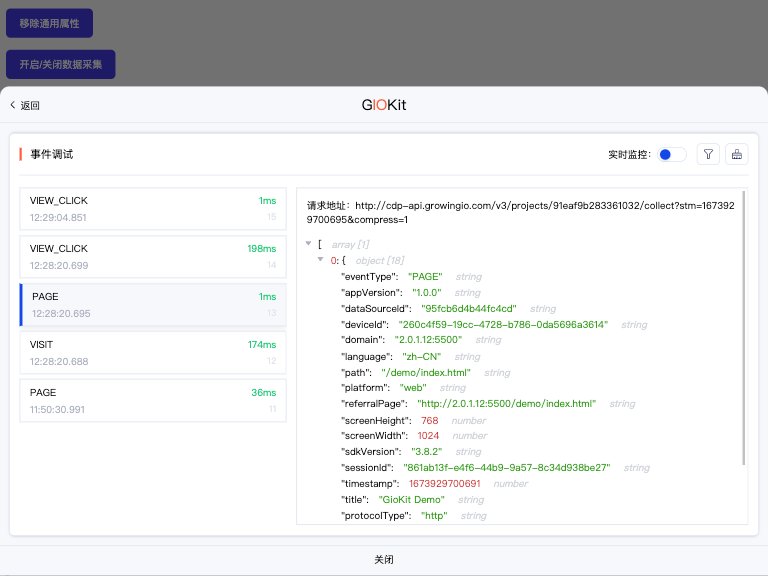 移除通用属性
开启/关闭数据采集
返回
GIOKit
事件调试
实时监控：
VIEW_CLICK 1ms
12:29:04.851 15
VIEW_CLICK 198ms
12:28:20.699 14
PAGE 1ms
12:28:20.695 13
VISIT 174ms
12:28:20.688 12
PAGE 36ms
11:50:30.991 11
请求地址：http://cdp-api.growingio.com/v3/projects/91eaf9b283361032/collect?stm=167392
9700695&compress=1
[ array [1]
0: { object [18]
"eventType": "PAGE" string
"appVersion": "1.0.0" string
"dataSourceId": "95fcb6d4b44fc4cd" string
"deviceId": "260c4f59-19cc-4728-b786-0da5696a3614" string
"domain": "2.0.1.12:5500" string
"language": "zh-CN" string
"path": "/demo/index.html" string
"platform": "web" string
"referralPage": "http://2.0.1.12:5500/demo/index.html" string
"screenHeight": 768 number
"screenWidth": 1024 number
"sdkVersion": "3.8.2" string
"sessionId": "861ab13f-e4f6-44b9-9a57-8c34d938be27" string
"timestamp": 1673929700691 number
"title": "GioKit Demo" string
"protocolType": "http" string
关闭